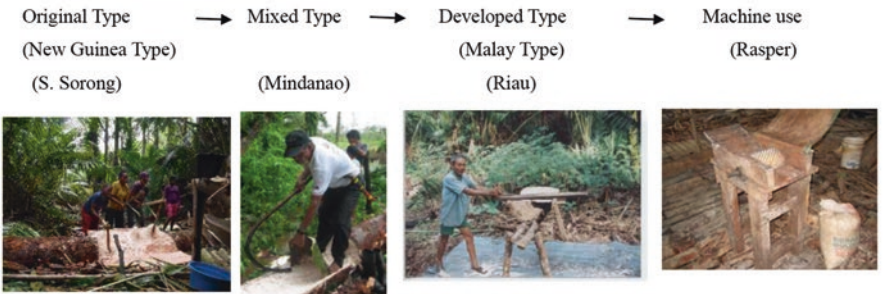 Original Type → Mixed Type → Developed Type → Machine use
(New Guinea Type) (Malay Type) (Rasper)
(S. Sorong) (Mindanao) (Riau)